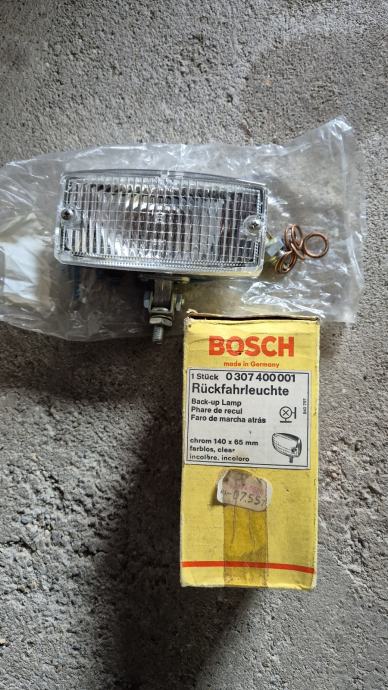 BOSCH
made in Germany
1 Stück 0 307 400 001
Rückfahrleuchte
Back-up Lamp
Phare de recul
Faro de marcha atrás
chrom 140 x 65 mm
farblos, clear
incolore, incoloro